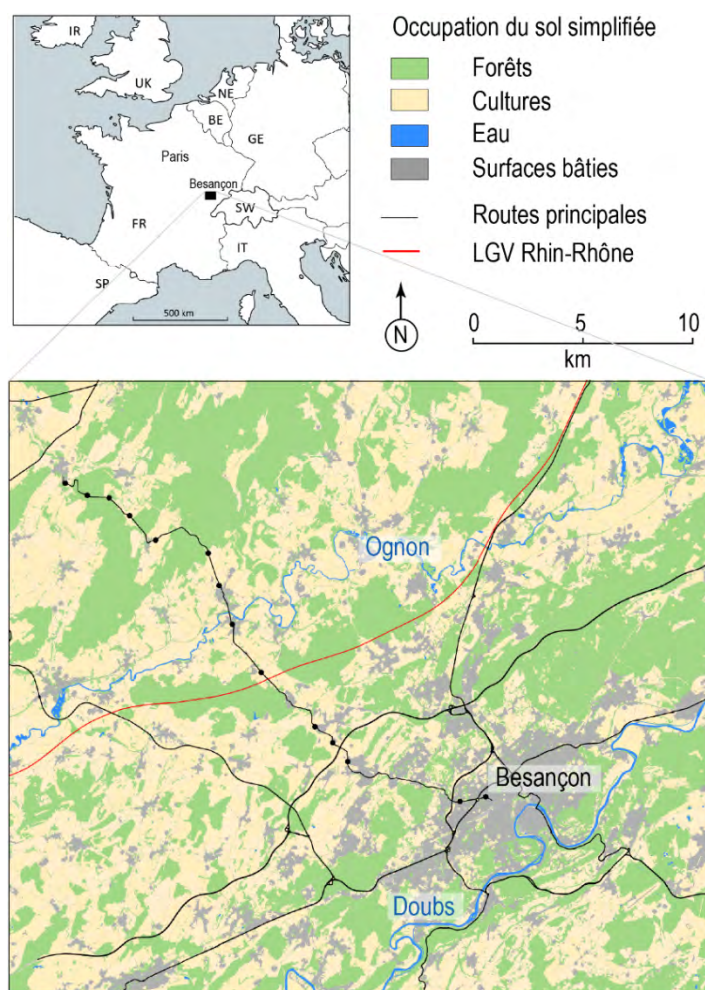 IR
UK
NE
BE
GE
Paris
Besançon
SW
FR
IT
SP
500 km
Occupation du sol simplifiée
Forêts
Cultures
Eau
Surfaces bâties
Routes principales
LGV Rhin-Rhône
N
0 5 10
km
Ognon
Besançon
Doubs